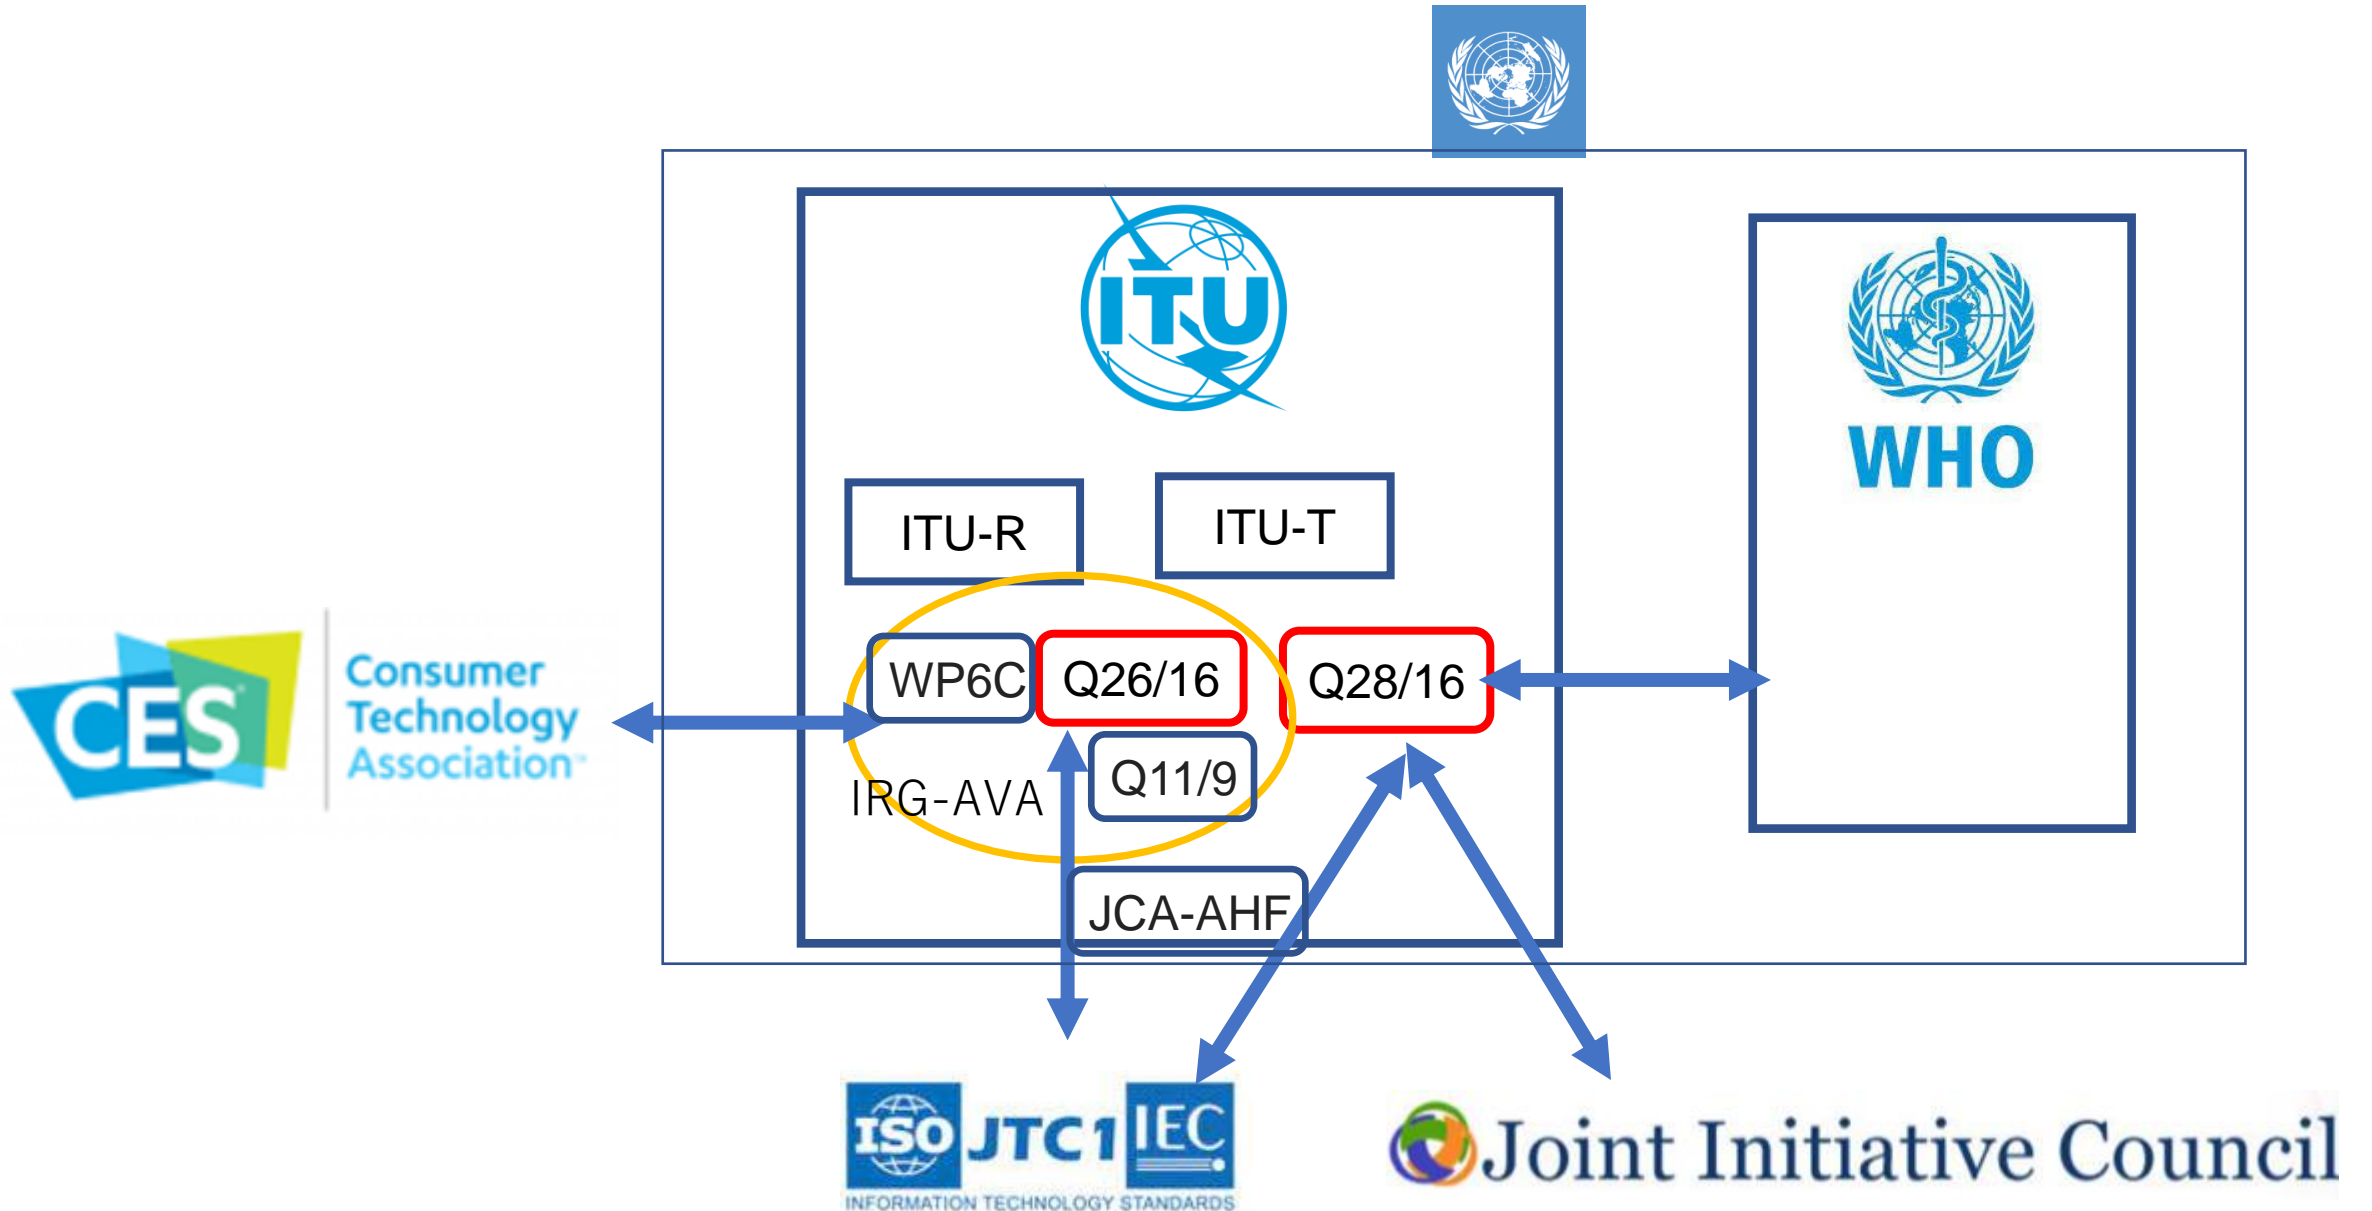 ITU
WHO
ITU-R
ITU-T
CES
Consumer
Technology
Association™
WP6C
Q26/16
Q28/16
Q11/9
IRG-AVA
JCA-AHF
ISO JTC1 IEC
INFORMATION TECHNOLOGY STANDARDS
Joint Initiative Council